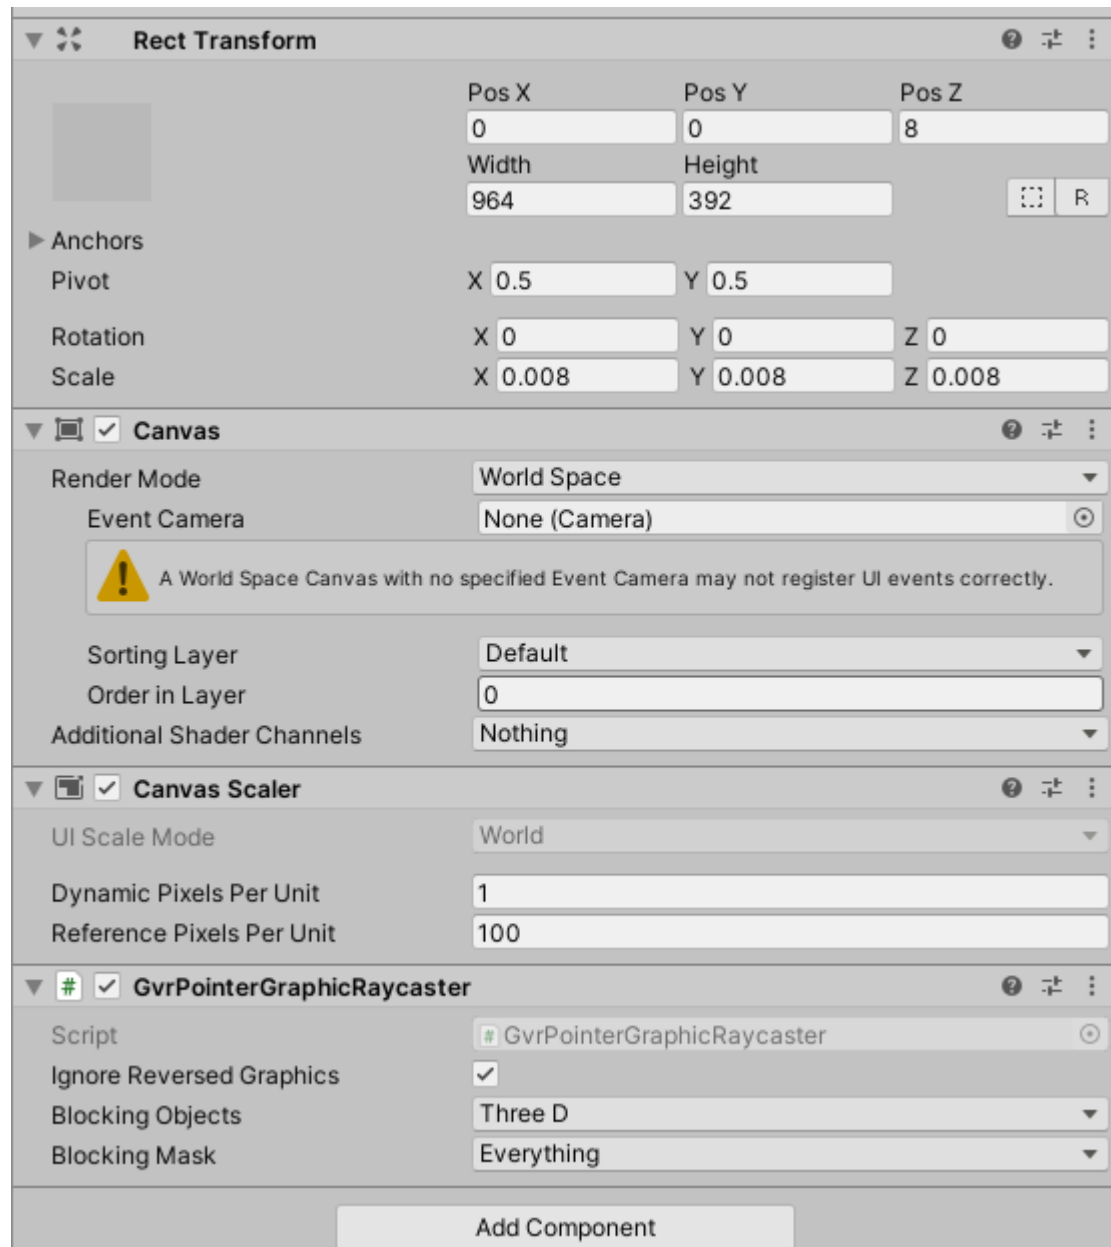 Rect Transform
Pos X Pos Y Pos Z
0 0 8
Width Height
964 392
R
Anchors
Pivot X 0.5 Y 0.5
Rotation X 0 Y 0 Z 0
Scale X 0.008 Y 0.008 Z 0.008
Canvas
Render Mode World Space
Event Camera None (Camera)
A World Space Canvas with no specified Event Camera may not register UI events correctly.
Sorting Layer Default
Order in Layer 0
Additional Shader Channels Nothing
Canvas Scaler
UI Scale Mode World
Dynamic Pixels Per Unit 1
Reference Pixels Per Unit 100
# GvrPointerGraphicRaycaster
Script # GvrPointerGraphicRaycaster
Ignore Reversed Graphics
Blocking Objects Three D
Blocking Mask Everything
Add Component